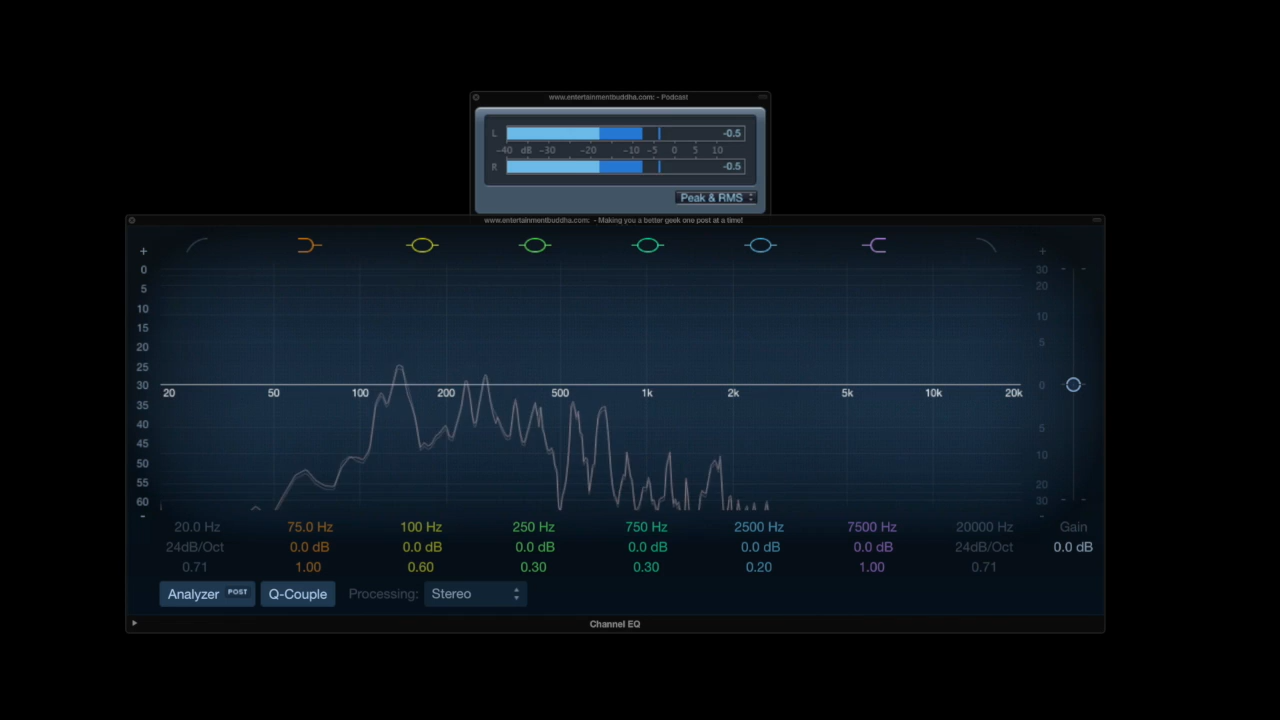 www.entertainmentbuddha.com: - Podcast
L -0.5
-40 dB -30 -20 -10 -5 0 5 10
R -0.5
Peak & RMS
www.entertainmentbuddha.com: - Making you a better geek one post at a time!
+ +
0 30
5 20
10 10
15 5
20
25
30 0
20 50 100 200 500 1k 2k 5k 10k 20k
35
40 5
45 10
50
55 20
60 30
- -
20.0 Hz 75.0 Hz 100 Hz 250 Hz 750 Hz 2500 Hz 7500 Hz 20000 Hz Gain
24dB/Oct 0.0 dB 0.0 dB 0.0 dB 0.0 dB 0.0 dB 0.0 dB 24dB/Oct 0.0 dB
0.71 1.00 0.60 0.30 0.30 0.20 1.00 0.71
Analyzer POST Q-Couple Processing: Stereo
Channel EQ